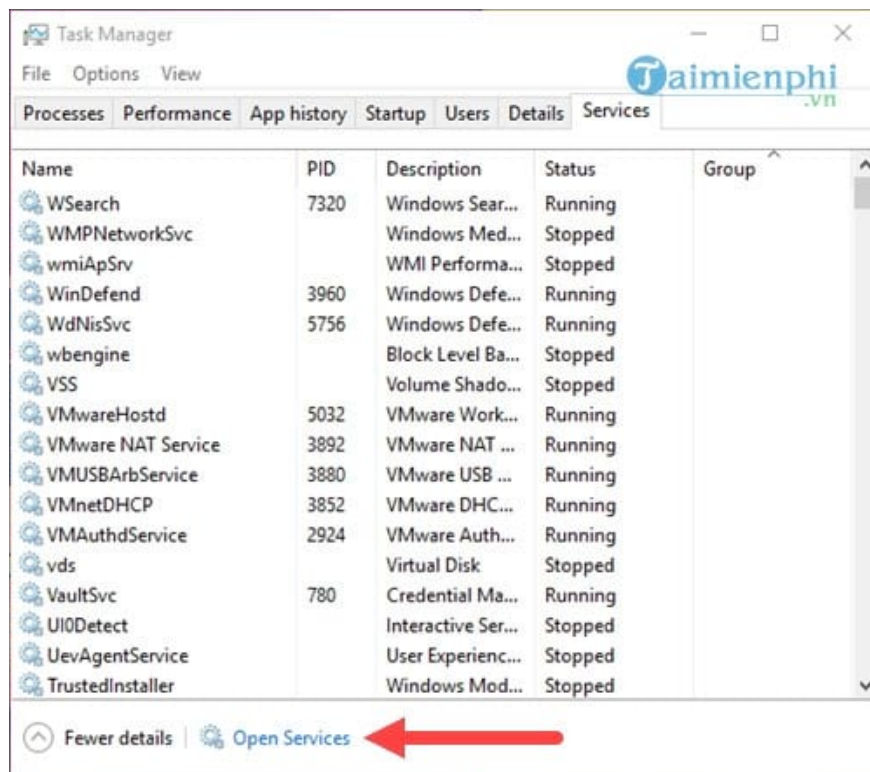 Task Manager
File Options View
Taimienphi
.vn
Processes Performance App history Startup Users Details Services
Name PID Description Status Group
WSearch 7320 Windows Sear... Running
WMPNetworkSvc Windows Med... Stopped
wmiApSrv WMI Performa... Stopped
WinDefend 3960 Windows Defe... Running
WdNisSvc 5756 Windows Defe... Running
wbengine Block Level Ba... Stopped
VSS Volume Shado... Stopped
VMwareHostd 5032 VMware Work... Running
VMware NAT Service 3892 VMware NAT ... Running
VMUSBArbService 3880 VMware USB ... Running
VMnetDHCP 3852 VMware DHC... Running
VMAuthdService 2924 VMware Auth... Running
vds Virtual Disk Stopped
VaultSvc 780 Credential Ma... Running
UI0Detect Interactive Ser... Stopped
UevAgentService User Experienc... Stopped
TrustedInstaller Windows Mod... Stopped
Fewer details Open Services